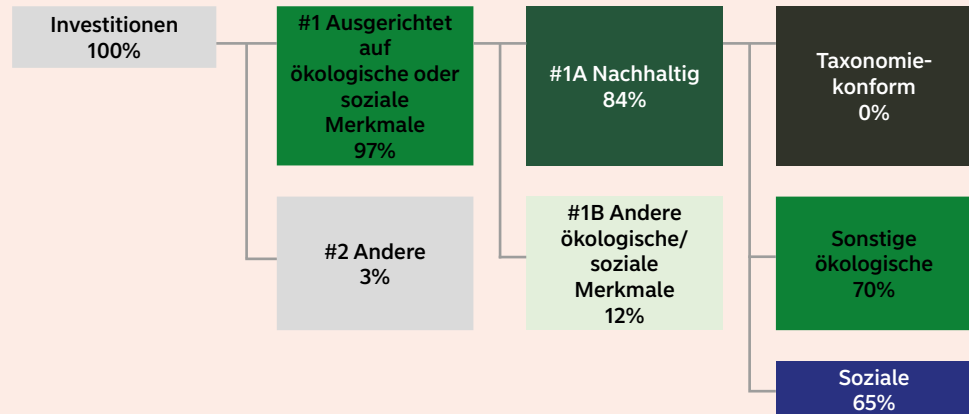 Investitionen
100%
#1 Ausgerichtet
auf
ökologische oder
soziale
Merkmale
97%
#1A Nachhaltig
84%
Taxonomie-
konform
0%
#2 Andere
3%
#1B Andere
ökologische/
soziale
Merkmale
12%
Sonstige
ökologische
70%
Soziale
65%